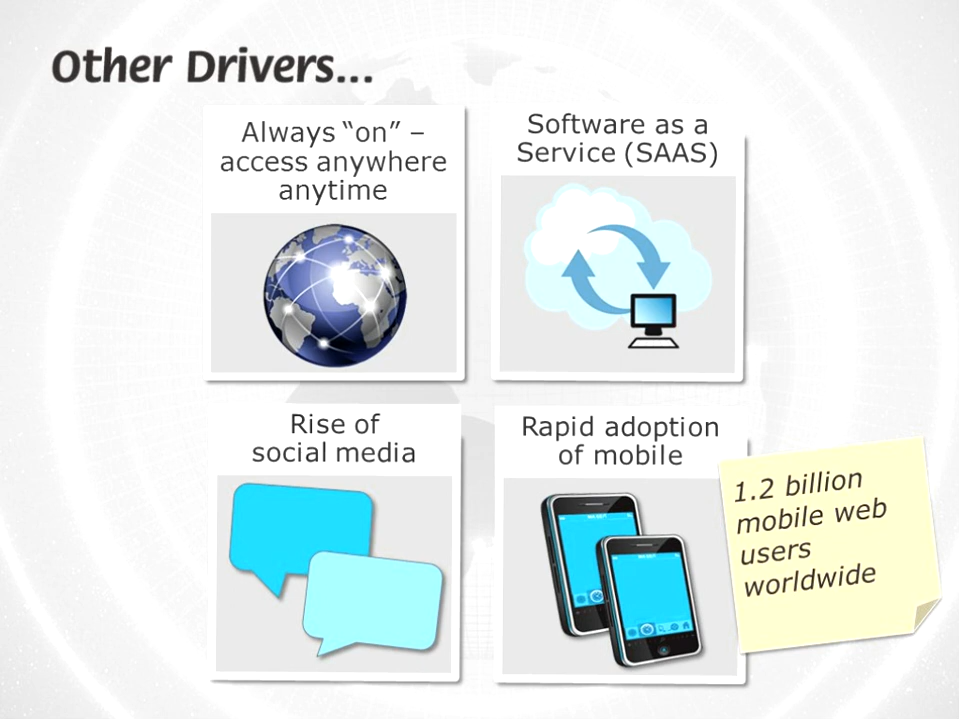 Other Drivers...
Always “on” –
access anywhere
anytime
Software as a
Service (SAAS)
Rise of
social media
Rapid adoption
of mobile
1.2 billion
mobile web
users
worldwide